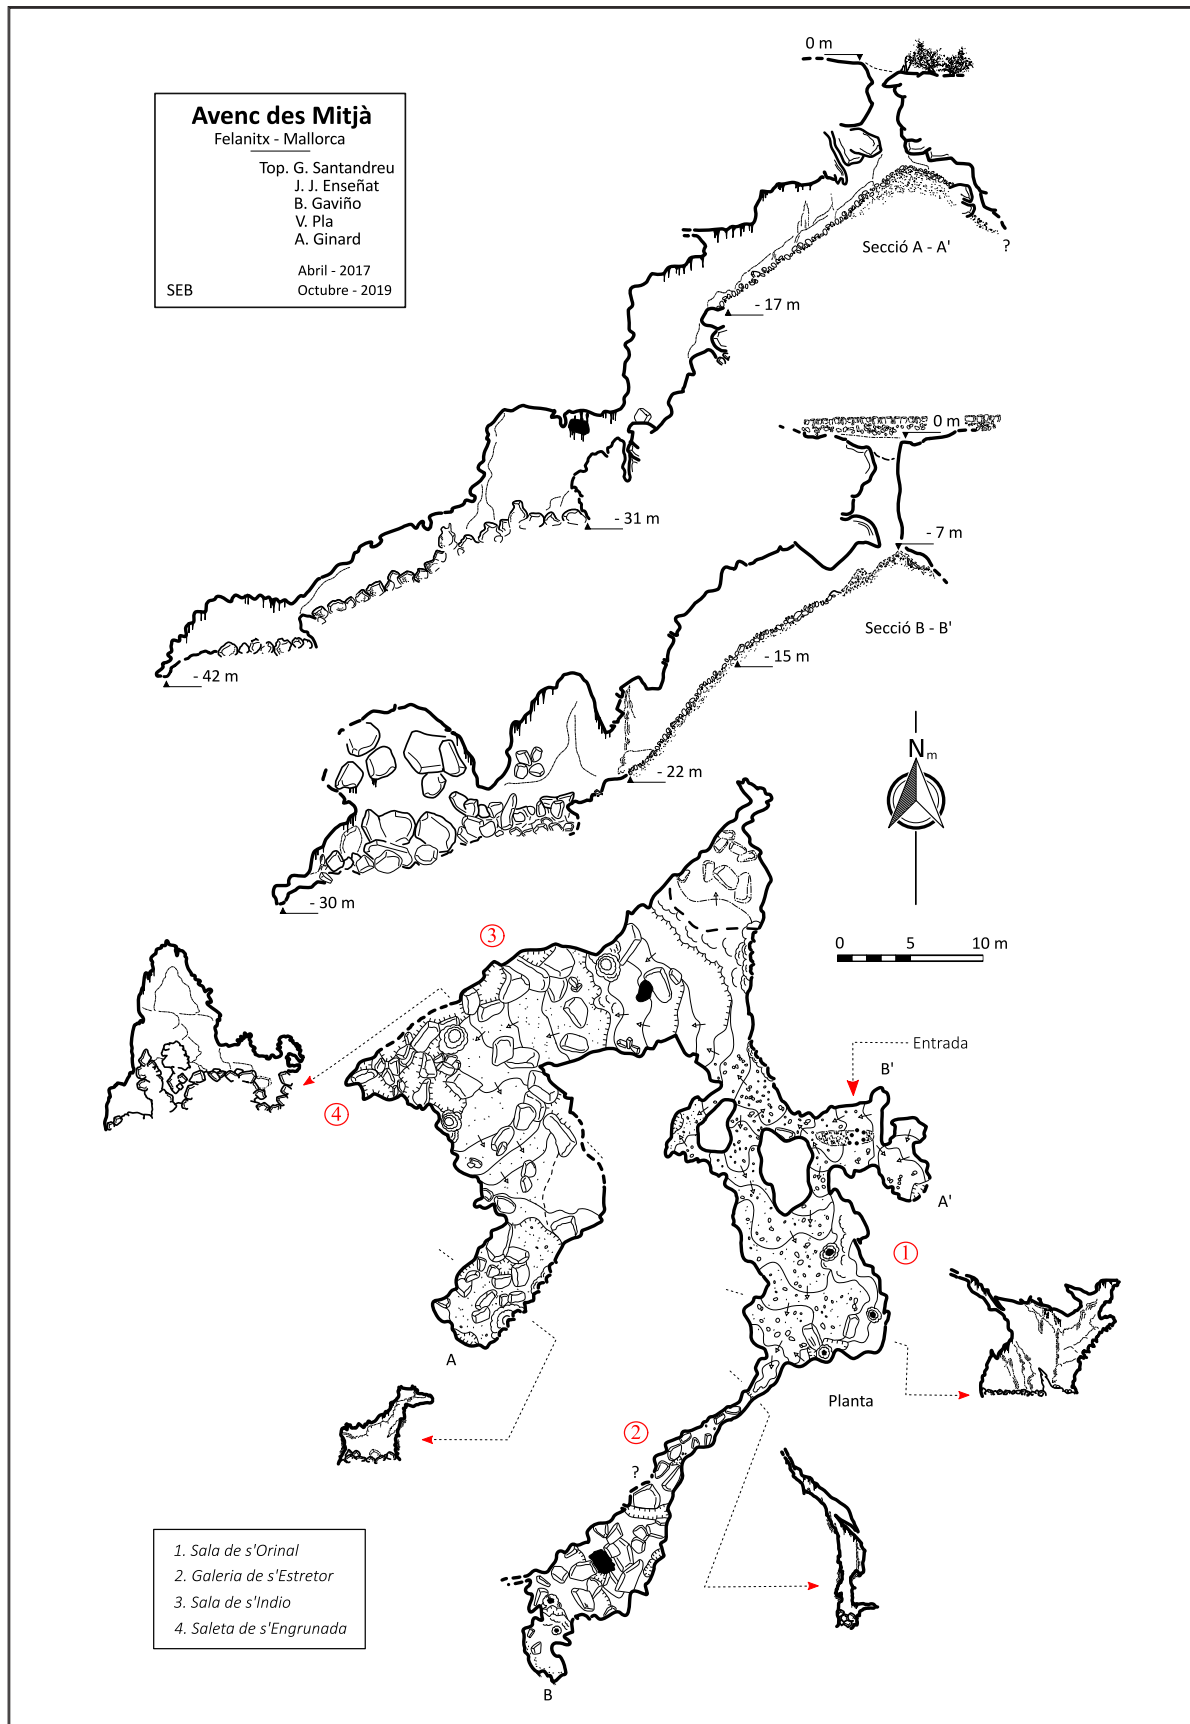 0 m
Avenc des Mitjà
Felanitx - Mallorca
Top. G. Santandreu
J. J. Enseñat
B. Gaviño
V. Pla
A. Ginard
Abril - 2017
SEB
Octubre - 2019
Secció A - A'
?
- 17 m
0 m
- 31 m
- 7 m
Secció B - B'
- 15 m
- 42 m
- 22 m
Nm
- 30 m
3
0 5 10 m
Entrada
B'
4
A'
1
A
Planta
2
?
1. Sala de s'Orinal
2. Galeria de s'Estretor
3. Sala de s'Indio
4. Saleta de s'Engrunada
B